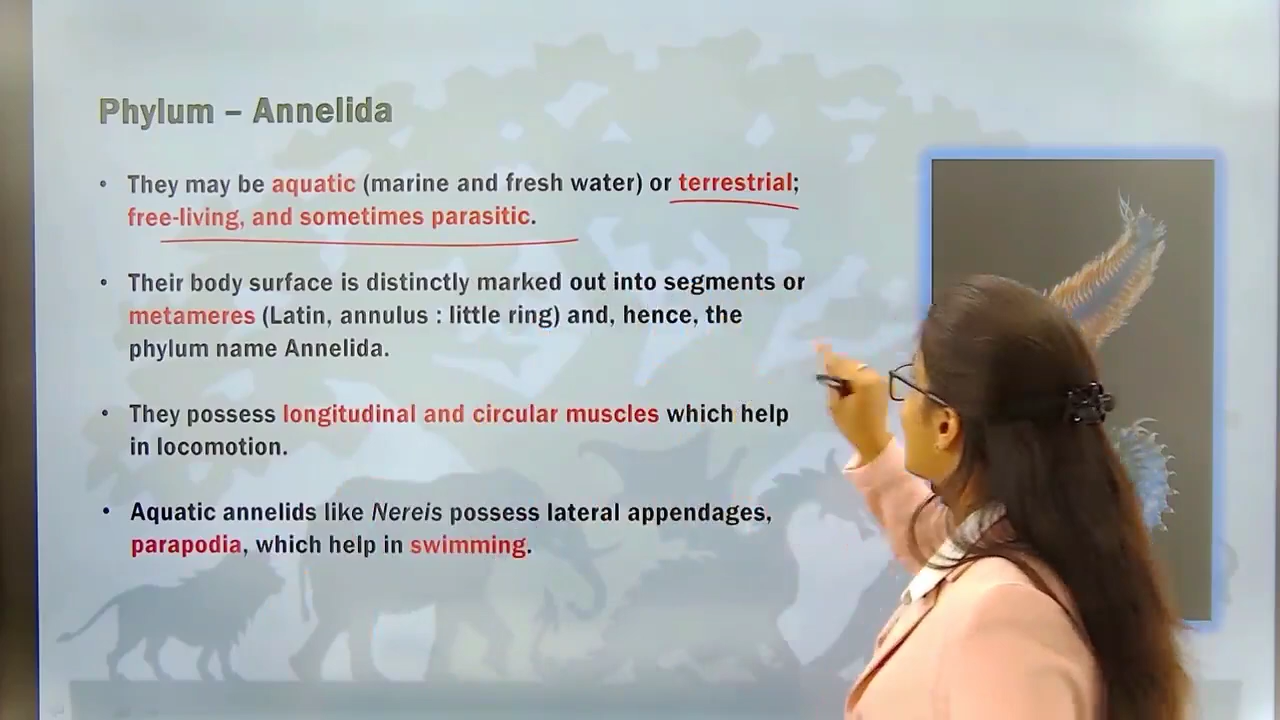 Phylum – Annelida
• They may be aquatic (marine and fresh water) or terrestrial;
free-living, and sometimes parasitic.
• Their body surface is distinctly marked out into segments or
metameres (Latin, annulus : little ring) and, hence, the
phylum name Annelida.
• They possess longitudinal and circular muscles which help
in locomotion.
• Aquatic annelids like Nereis possess lateral appendages,
parapodia, which help in swimming.